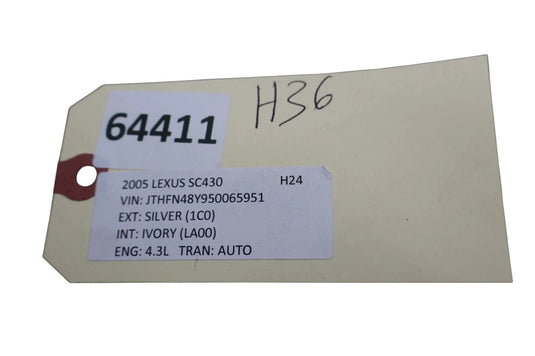 64411
H36
2005 LEXUS SC430 H24
VIN: JTHFN48Y950065951
EXT: SILVER (1C0)
INT: IVORY (LA00)
ENG: 4.3L TRAN: AUTO